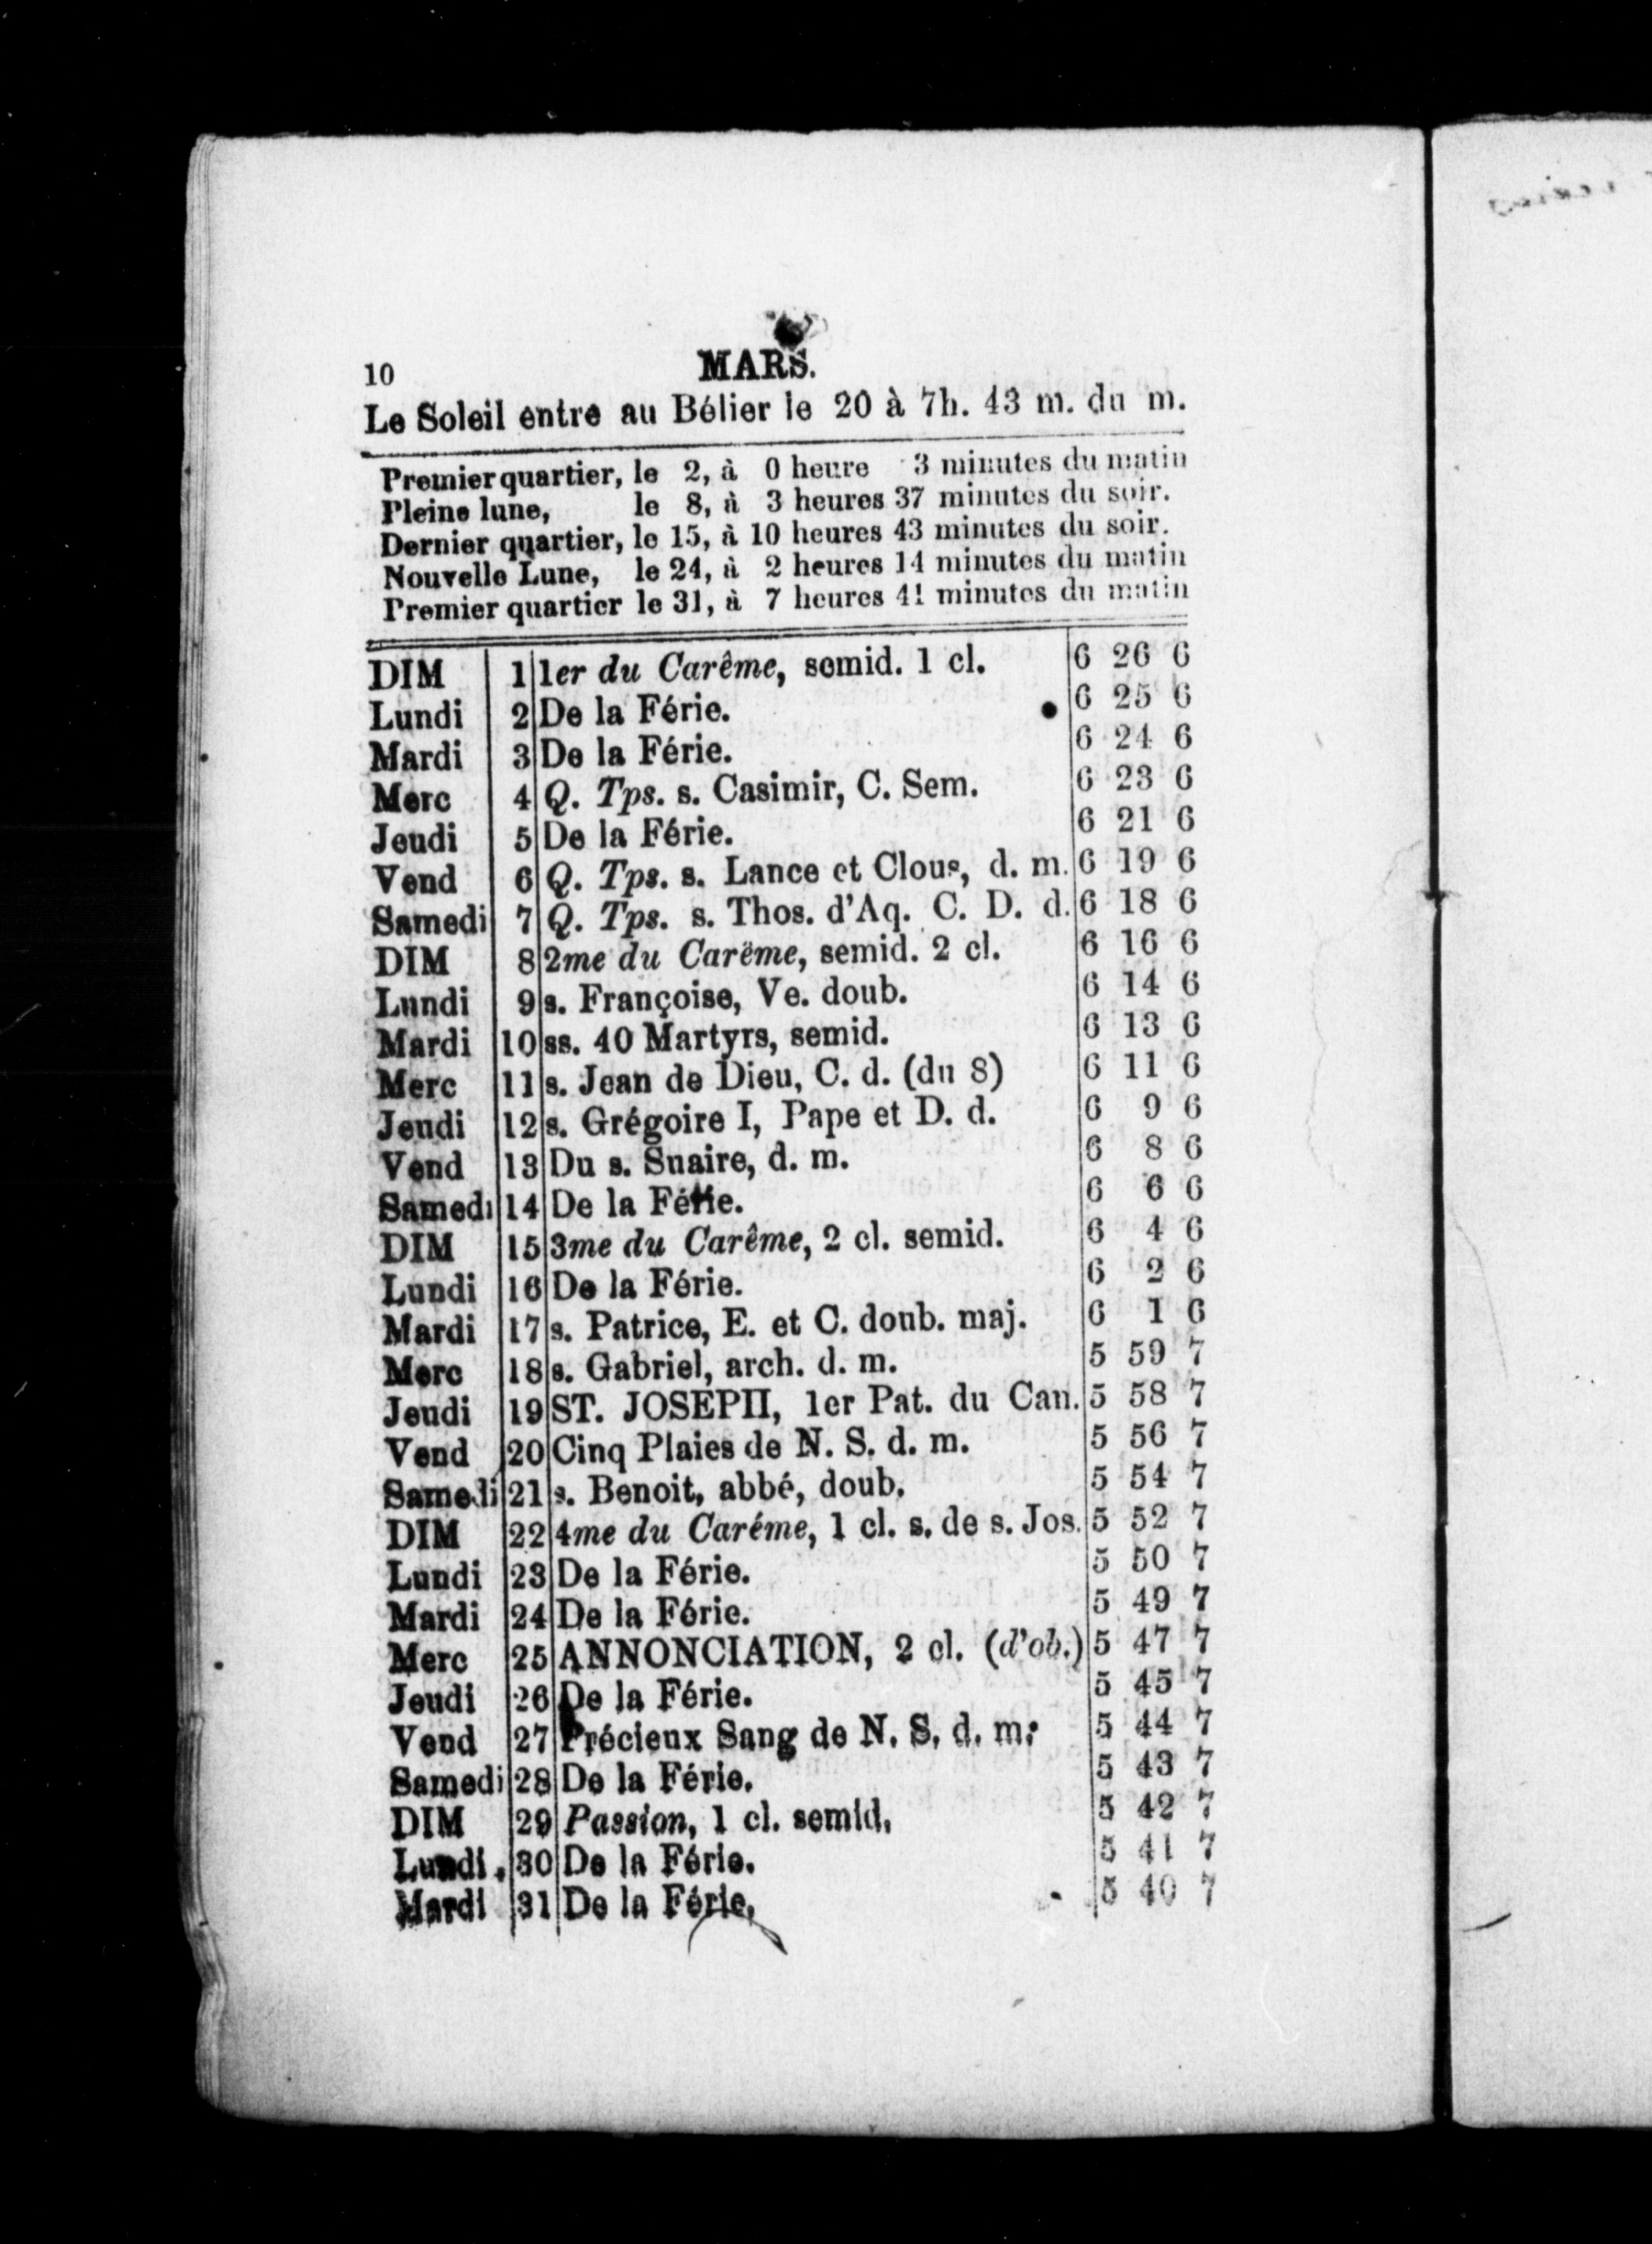 10 MARS.
Le Soleil entre au Bélier le 20 à 7h. 43 m. du m.
Premier quartier, le 2, à 0 heure 3 minutes du matin
Pleine lune, le 8, à 3 heures 37 minutes du soir.
Dernier quartier, le 15, à 10 heures 43 minutes du soir.
Nouvelle Lune, le 24, à 2 heures 14 minutes du matin
Premier quartier le 31, à 7 heures 41 minutes du matin
DIM 1 1er du Carême, semid. 1 cl. 6 26 6
Lundi 2 De la Férie. 6 25 6
Mardi 3 De la Férie. 6 24 6
Merc 4 Q. Tps. s. Casimir, C. Sem. 6 23 6
Jeudi 5 De la Férie. 6 21 6
Vend 6 Q. Tps. s. Lance et Clous, d. m. 6 19 6
Samedi 7 Q. Tps. s. Thos. d'Aq. C. D. d. 6 18 6
DIM 8 2me du Carême, semid. 2 cl. 6 16 6
Lundi 9 s. Françoise, Ve. doub. 6 14 6
Mardi 10 ss. 40 Martyrs, semid. 6 13 6
Merc 11 s. Jean de Dieu, C. d. (du 8) 6 11 6
Jeudi 12 s. Grégoire I, Pape et D. d. 6 9 6
Vend 13 Du s. Suaire, d. m. 6 8 6
Samedi 14 De la Férie. 6 6 6
DIM 15 3me du Carême, 2 cl. semid. 6 4 6
Lundi 16 De la Férie. 6 2 6
Mardi 17 s. Patrice, E. et C. doub. maj. 6 1 6
Merc 18 s. Gabriel, arch. d. m. 5 59 7
Jeudi 19 ST. JOSEPH, 1er Pat. du Can. 5 58 7
Vend 20 Cinq Plaies de N. S. d. m. 5 56 7
Samedi 21 s. Benoit, abbé, doub. 5 54 7
DIM 22 4me du Caréme, 1 cl. s. de s. Jos. 5 52 7
Lundi 23 De la Férie. 5 50 7
Mardi 24 De la Férie. 5 49 7
Merc 25 ANNONCIATION, 2 cl. (d'ob.) 5 47 7
Jeudi 26 De la Férie. 5 45 7
Vend 27 Précieux Sang de N. S. d. m. 5 44 7
Samedi 28 De la Férie. 5 43 7
DIM 29 Passion, 1 cl. semid. 5 42 7
Lundi. 30 De la Férie. 5 41 7
Mardi 31 De la Férie. 5 40 7